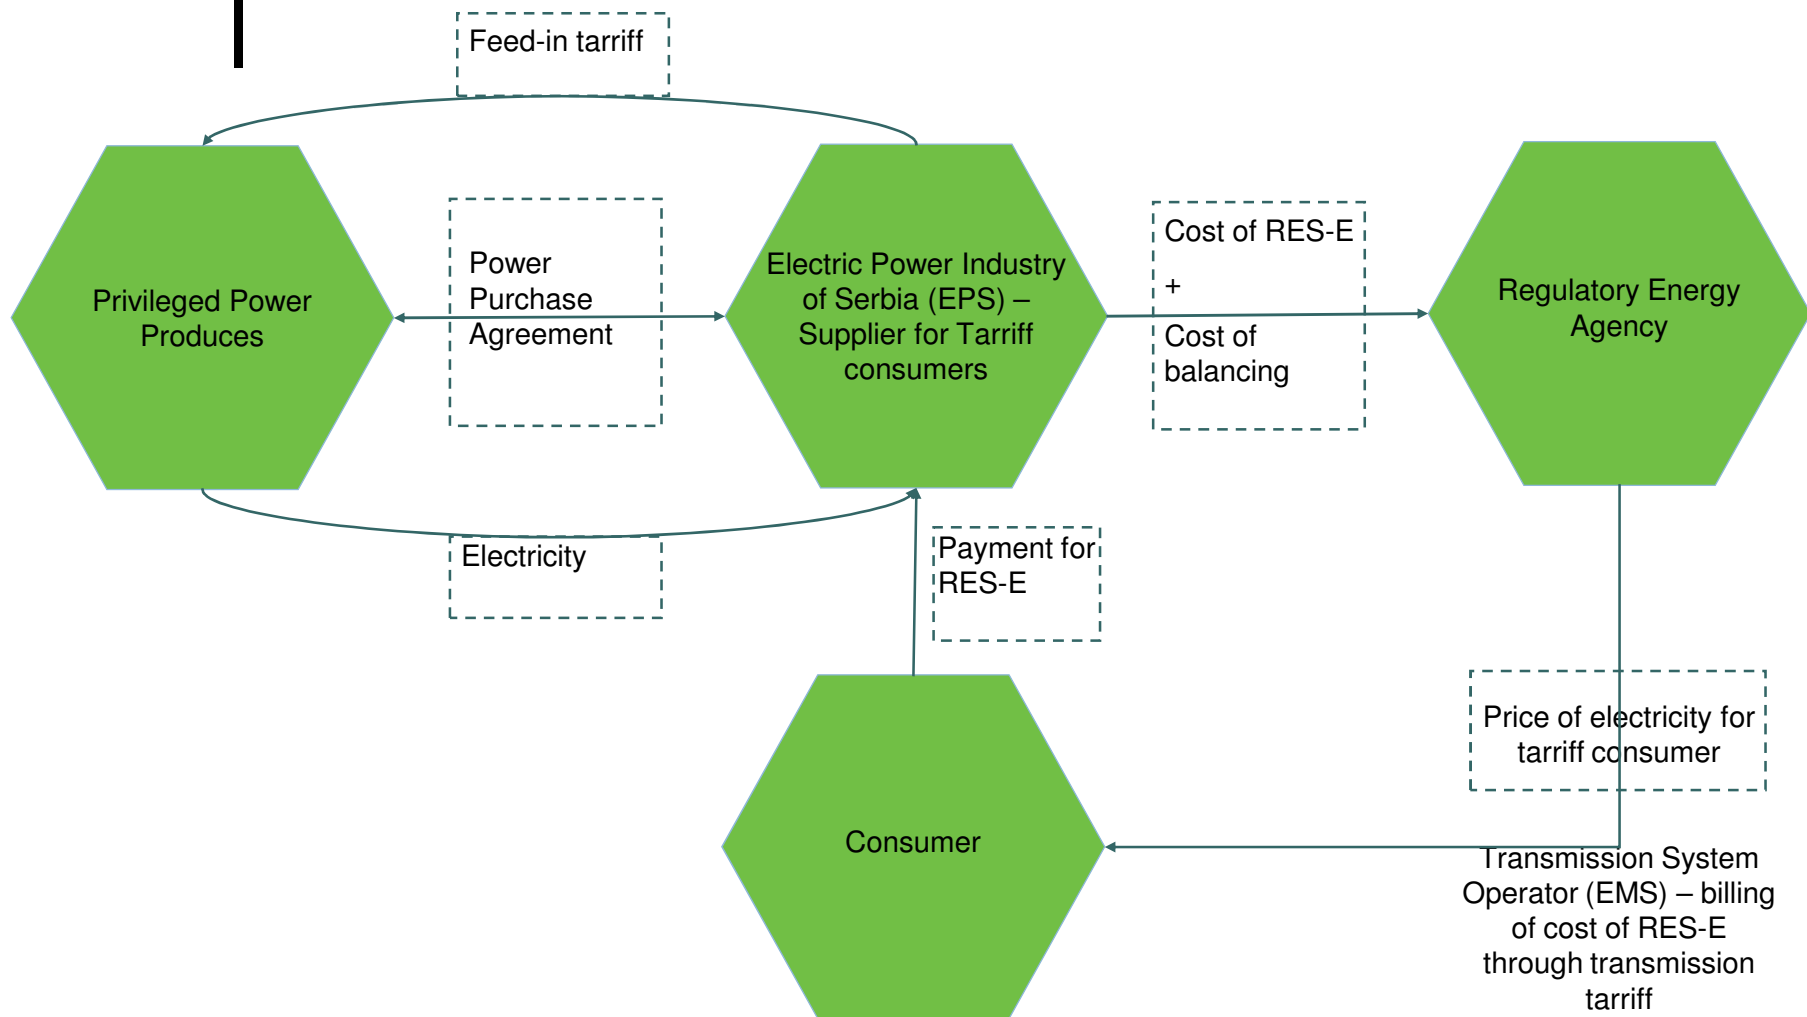 Feed-in tarriff
Privileged Power
Produces
Power
Purchase
Agreement
Electric Power Industry
of Serbia (EPS) –
Supplier for Tarriff
consumers
Cost of RES-E
+
Cost of
balancing
Regulatory Energy
Agency
Electricity
Payment for
RES-E
Price of electricity for
tarriff consumer
Consumer
Transmission System
Operator (EMS) – billing
of cost of RES-E
through transmission
tarriff